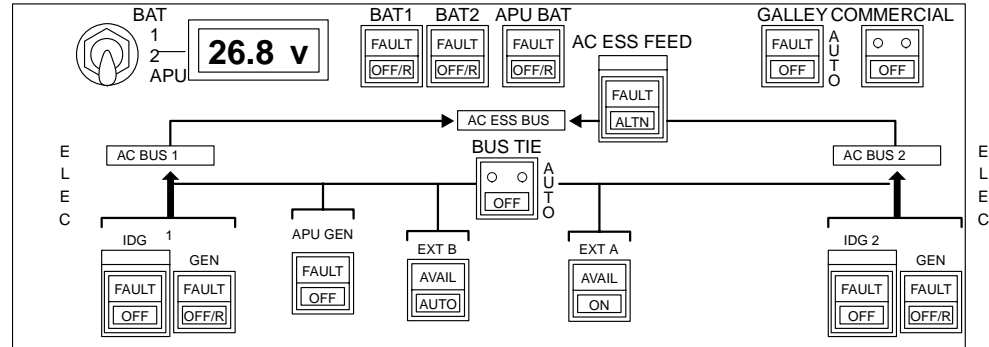 BAT
1
2
APU
26.8 v
BAT1
FAULT
OFF/R
BAT2
FAULT
OFF/R
APU BAT
FAULT
OFF/R
AC ESS FEED
FAULT
ALTN
GALLEY
FAULT
OFF
AUTO
COMMERCIAL
OFF
AC ESS BUS
ELEC
AC BUS 1
BUS TIE
OFF
AUTO
AC BUS 2
ELEC
IDG 1
FAULT
OFF
GEN
FAULT
OFF/R
APU GEN
FAULT
OFF
EXT B
AVAIL
AUTO
EXT A
AVAIL
ON
IDG 2
FAULT
OFF
GEN
FAULT
OFF/R